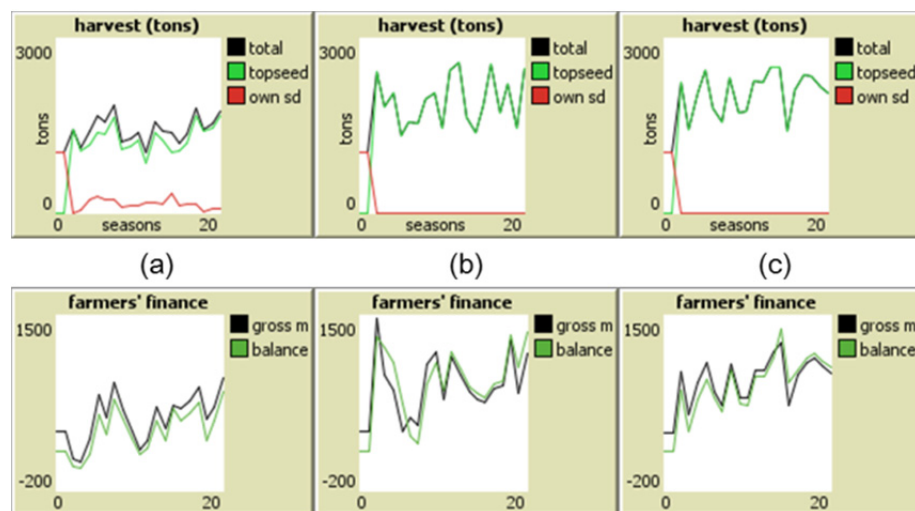 harvest (tons)
3000
tons
0
0 seasons 20
total
topseed
own sd
harvest (tons)
3000
tons
0
0 seasons 20
total
topseed
own sd
harvest (tons)
3000
tons
0
0 seasons 20
total
topseed
own sd
(a) (b) (c)
farmers' finance
1500
-200
0 20
gross m
balance
farmers' finance
1500
-200
0 20
gross m
balance
farmers' finance
1500
-200
0 20
gross m
balance